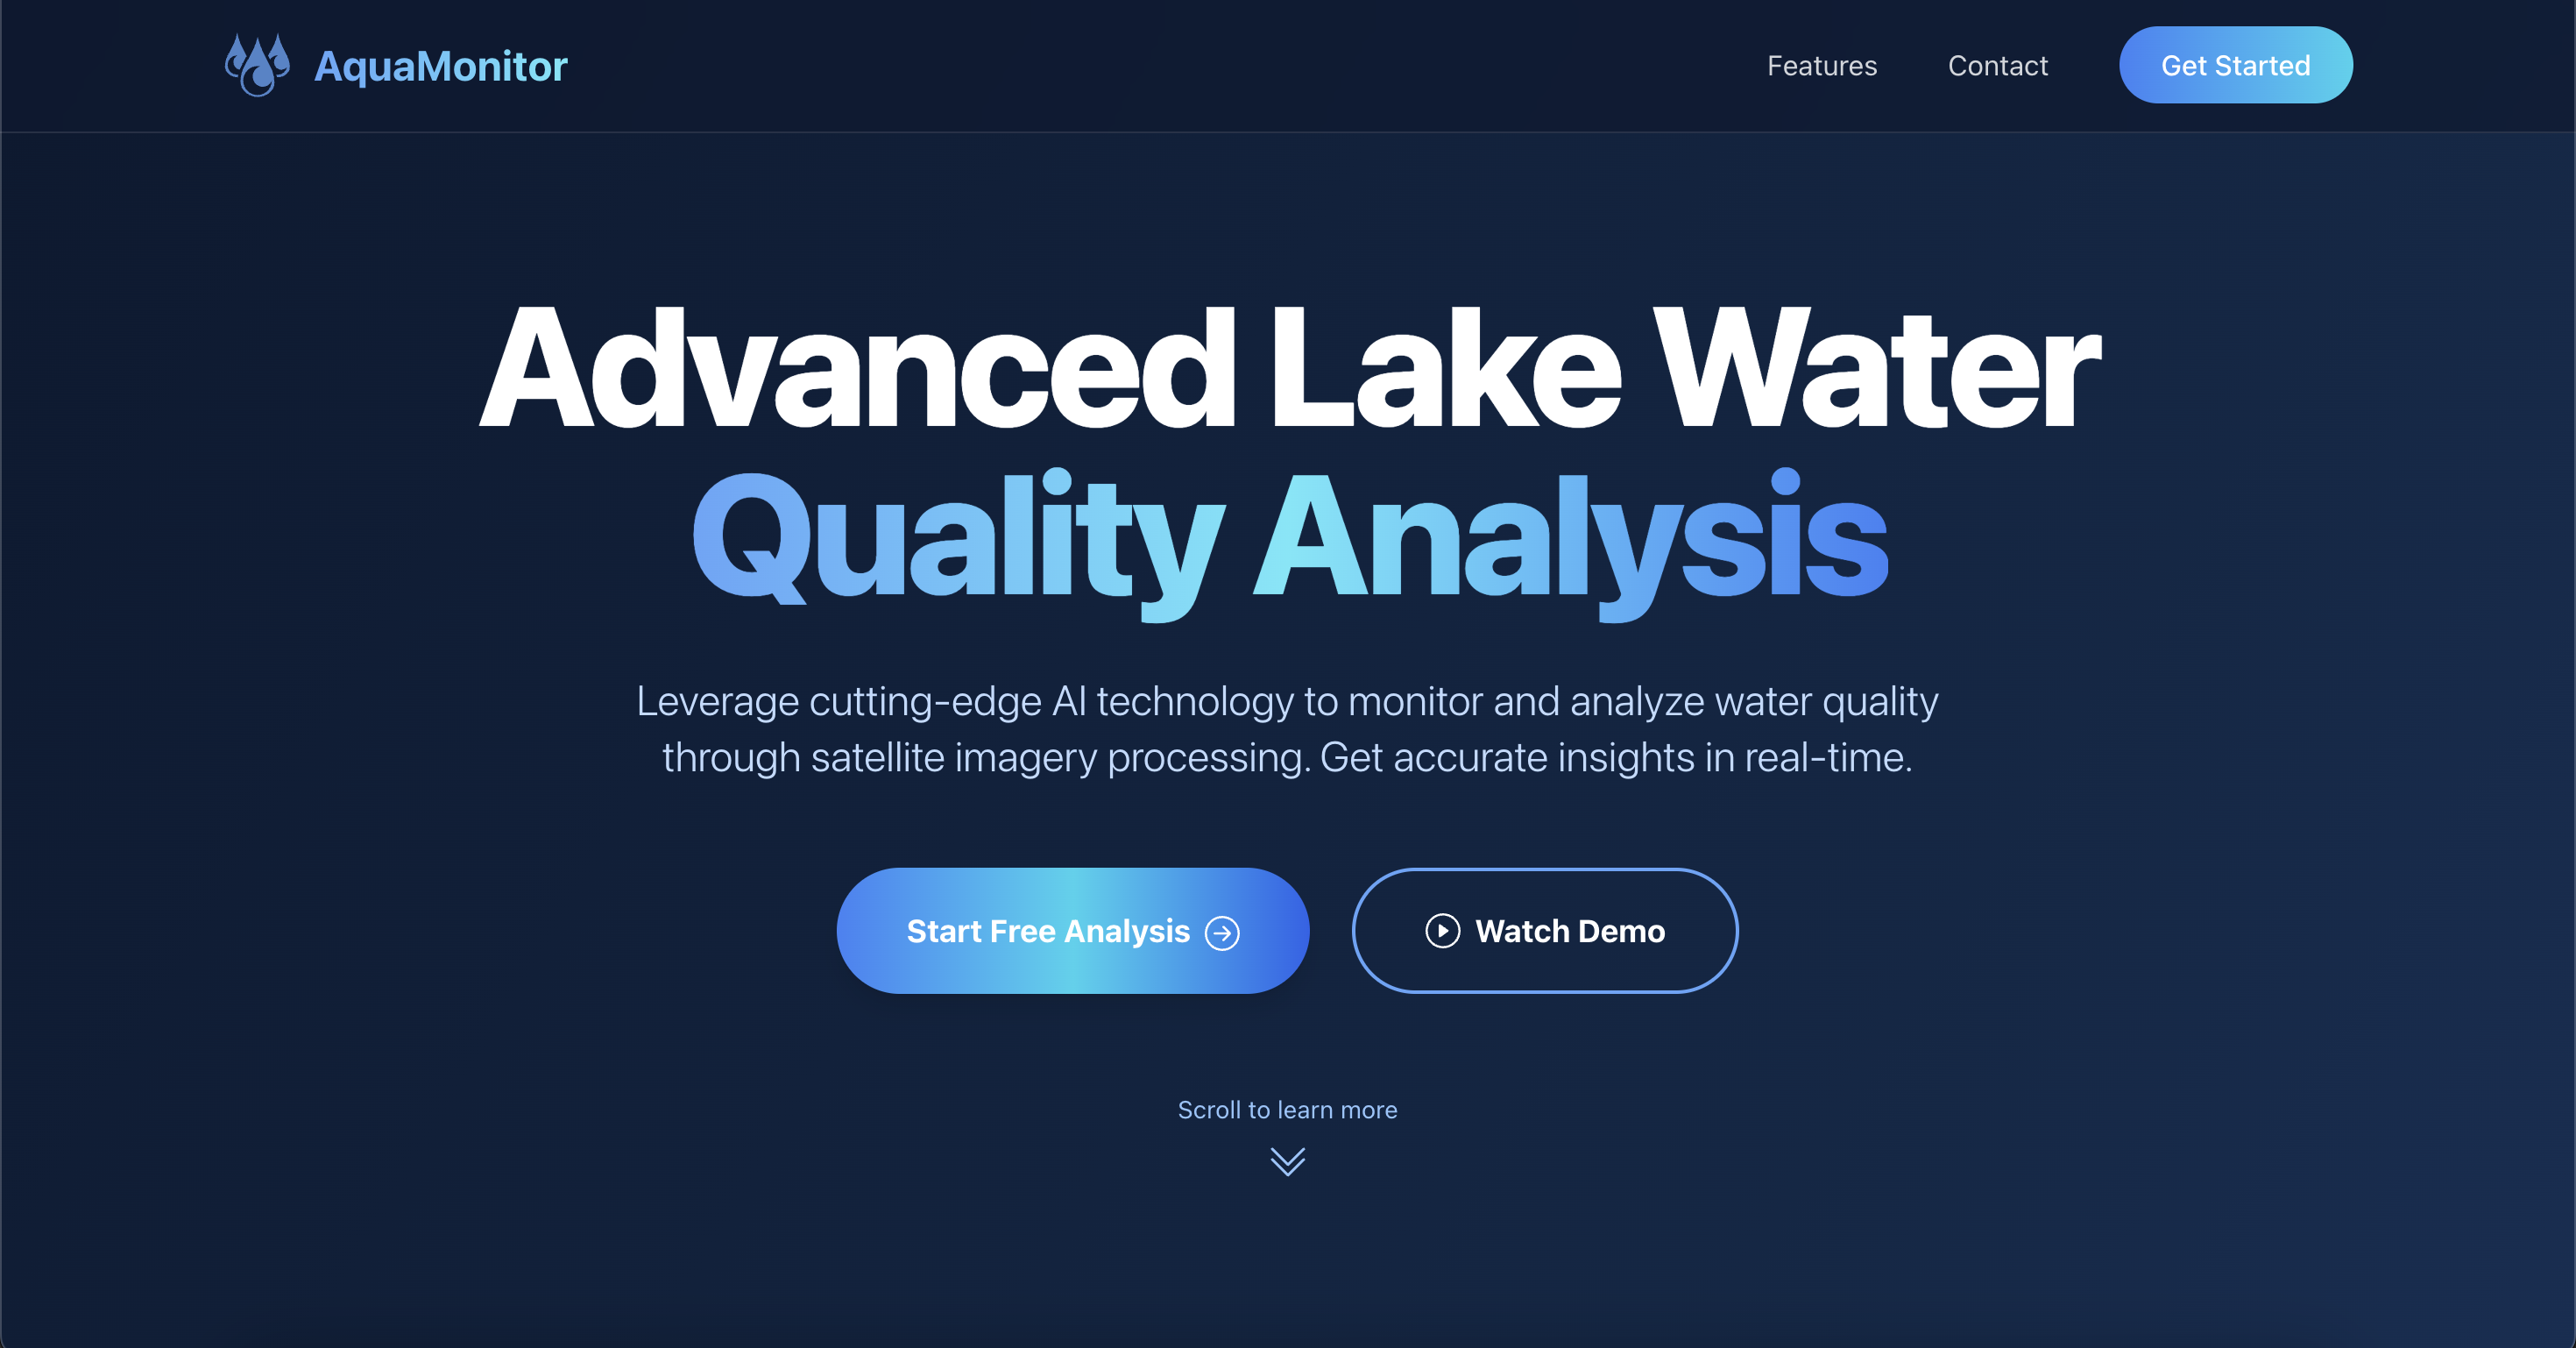 AquaMonitor
Features
Contact
Get Started
Advanced Lake Water
Quality Analysis
Leverage cutting-edge AI technology to monitor and analyze water quality
through satellite imagery processing. Get accurate insights in real-time.
Start Free Analysis
Watch Demo
Scroll to learn more